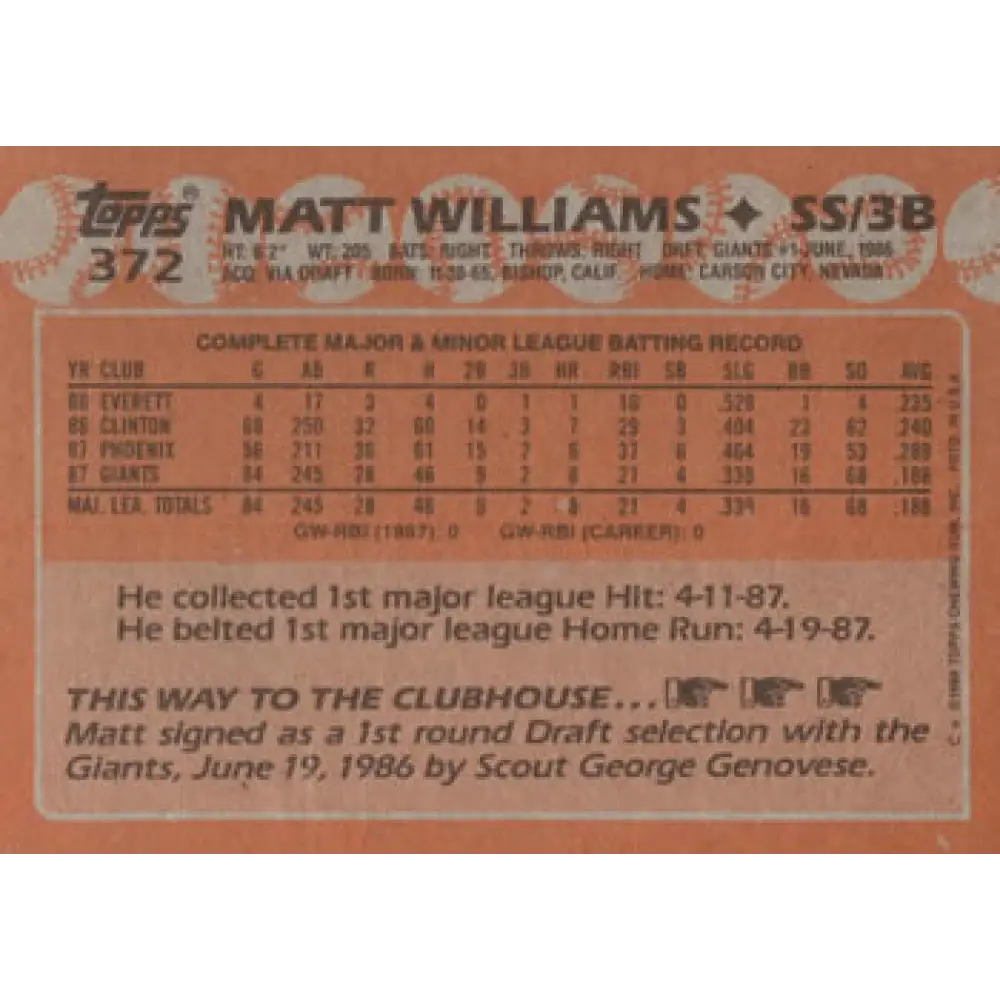 topps®
372
MATT WILLIAMS ✦ SS/3B
HT: 6'2" WT: 205 BATS: RIGHT THROWS: RIGHT DRAFT: GIANTS #1-JUNE, 1986
ACQ: VIA DRAFT BORN: 11-28-65, BISHOP, CALIF. HOME: CARSON CITY, NEVADA
COMPLETE MAJOR & MINOR LEAGUE BATTING RECORD
YR CLUB G AB R H 2B 3B HR RBI SB SLG BB SO AVG
86 EVERETT 4 17 3 4 0 1 1 10 0 .529 1 4 .235
86 CLINTON 68 250 32 60 14 3 7 29 3 .404 23 62 .240
87 PHOENIX 56 211 36 61 15 2 6 37 6 .464 19 53 .289
87 GIANTS 84 245 28 46 9 2 8 21 4 .339 16 68 .188
MAJ. LEA. TOTALS 84 245 28 46 9 2 8 21 4 .339 16 68 .188
GW-RBI (1987): 0 GW-RBI (CAREER): 0
He collected 1st major league Hit: 4-11-87.
He belted 1st major league Home Run: 4-19-87.
THIS WAY TO THE CLUBHOUSE...
Matt signed as a 1st round Draft selection with the
Giants, June 19, 1986 by Scout George Genovese.
C* ©1988 TOPPS CHEWING GUM, INC. PRTD. IN U.S.A.